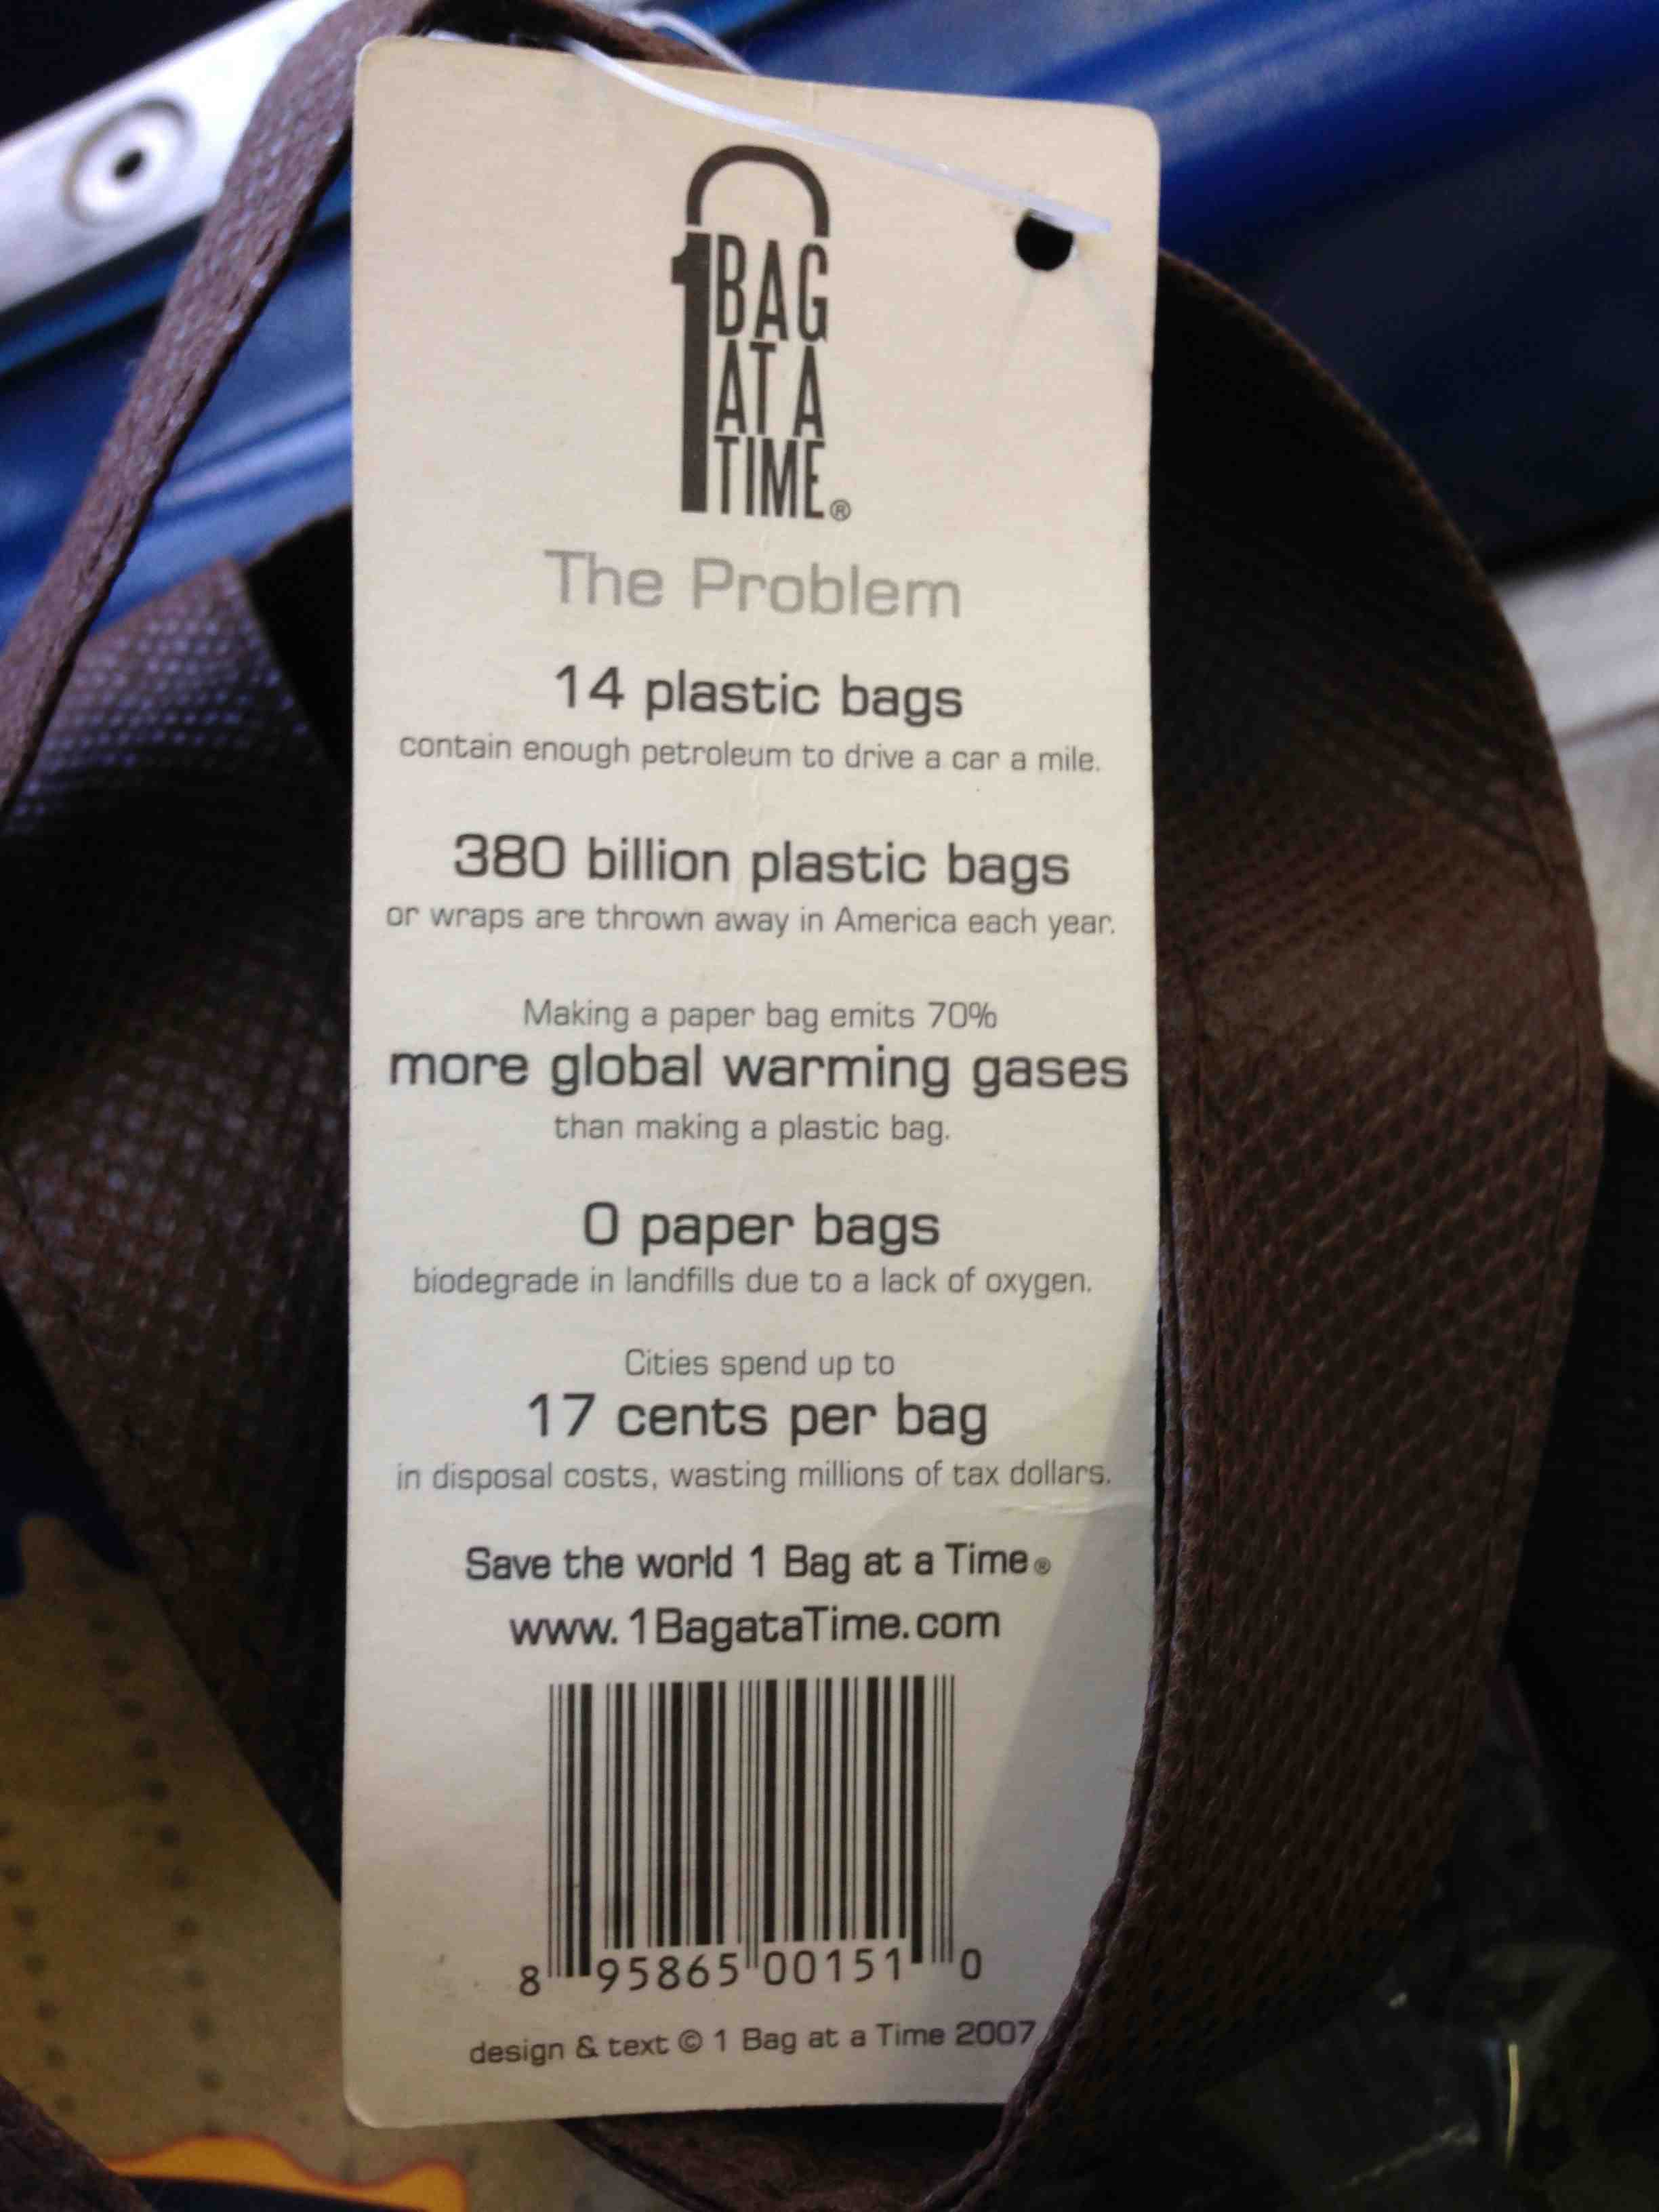 1 BAG
AT A
TIME®
The Problem
14 plastic bags
contain enough petroleum to drive a car a mile.
380 billion plastic bags
or wraps are thrown away in America each year.
Making a paper bag emits 70%
more global warming gases
than making a plastic bag.
0 paper bags
biodegrade in landfills due to a lack of oxygen.
Cities spend up to
17 cents per bag
in disposal costs, wasting millions of tax dollars.
Save the world 1 Bag at a Time®
www.1BagataTime.com
8 95865 00151 0
design & text © 1 Bag at a Time 2007